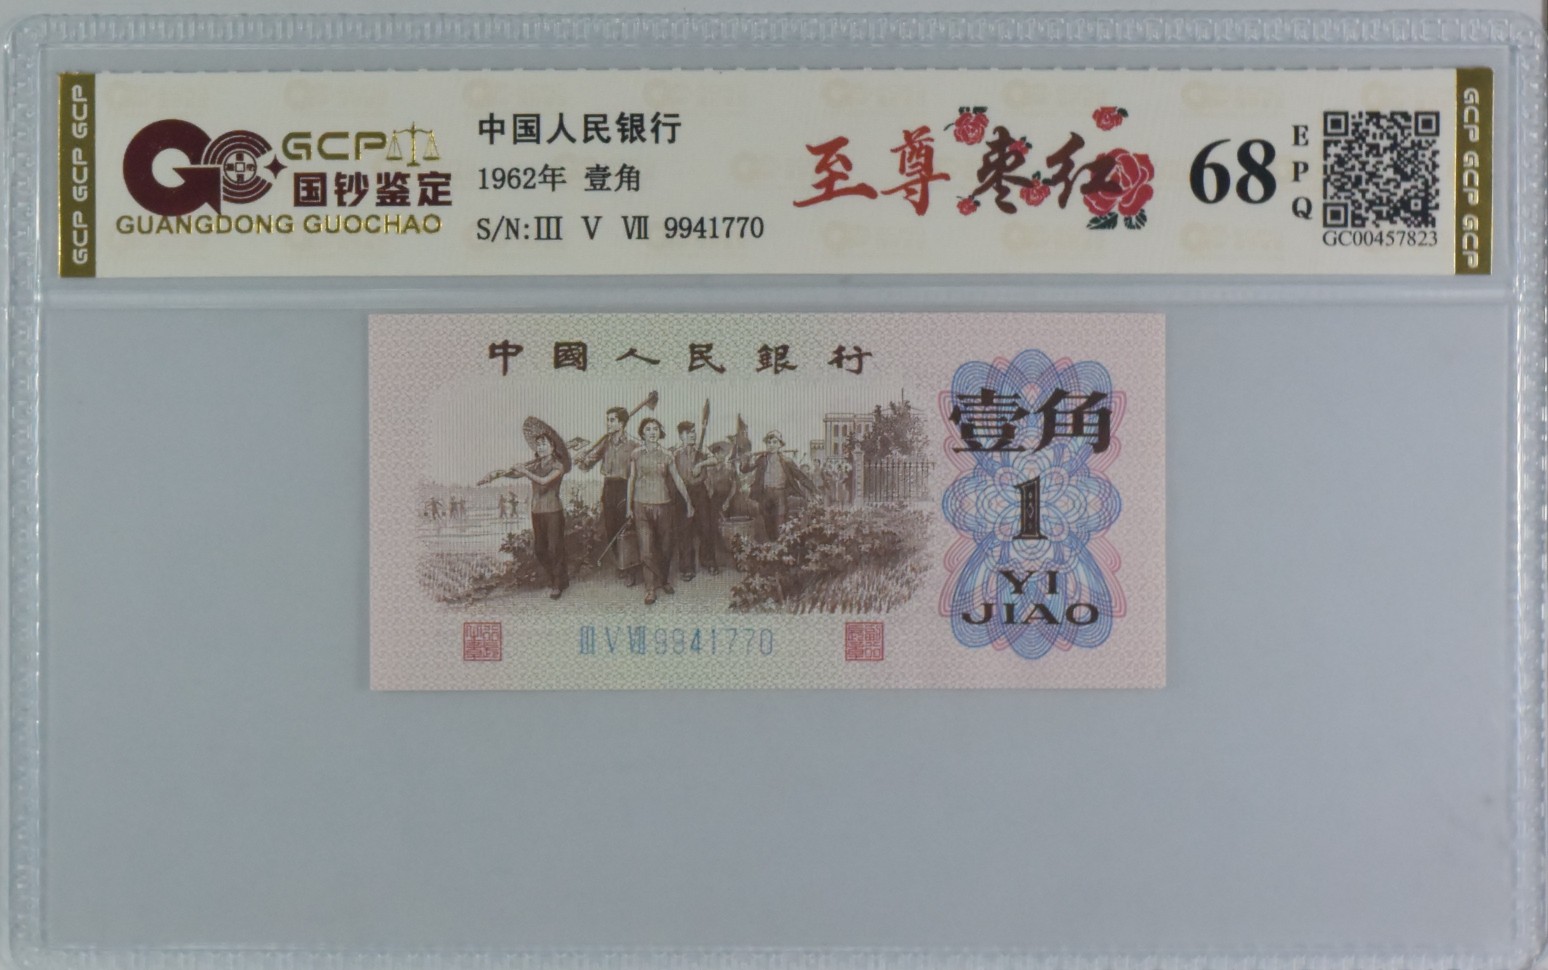 GCP GCP GCP
GCP
国钞鉴定
GUANGDONG GUOCHAO
中国人民银行
1962年 壹角
S/N:Ⅲ Ⅴ Ⅶ 9941770
至尊枣红
68
EPQ
GC00457823
GCP GCP GCP
中國人民銀行
壹角
1
YI
JIAO
Ⅲ Ⅴ Ⅶ 9941770